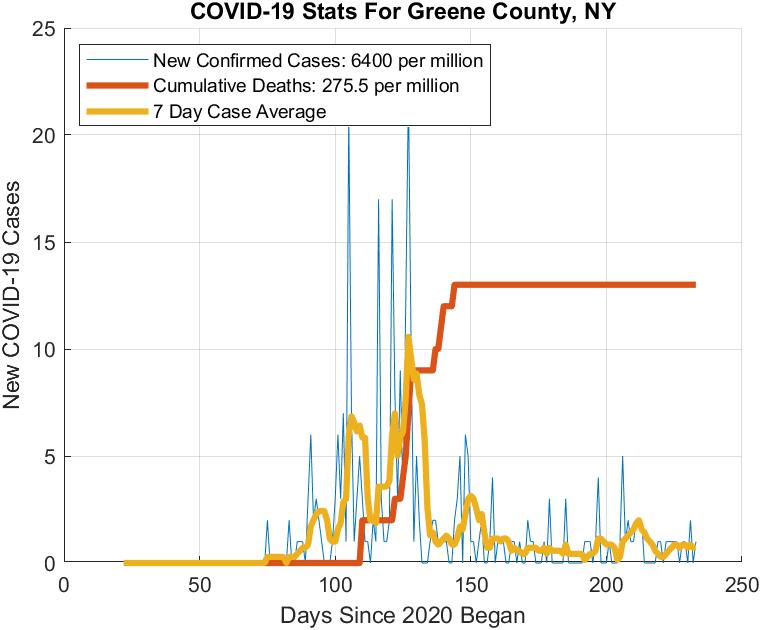 COVID-19 Stats For Greene County, NY
25
New Confirmed Cases: 6400 per million
Cumulative Deaths: 275.5 per million
7 Day Case Average
20
15
10
5
0
New COVID-19 Cases
0 50 100 150 200 250
Days Since 2020 Began